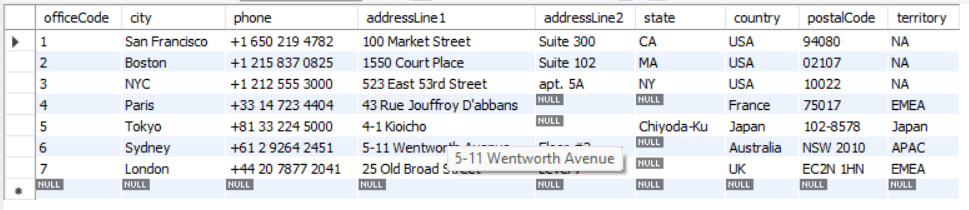 officeCode city phone addressLine1 addressLine2 state country postalCode territory
1 San Francisco +1 650 219 4782 100 Market Street Suite 300 CA USA 94080 NA
2 Boston +1 215 837 0825 1550 Court Place Suite 102 MA USA 02107 NA
3 NYC +1 212 555 3000 523 East 53rd Street apt. 5A NY USA 10022 NA
4 Paris +33 14 723 4404 43 Rue Jouffroy D'abbans NULL NULL France 75017 EMEA
5 Tokyo +81 33 224 5000 4-1 Kioicho NULL Chiyoda-Ku Japan 102-8578 Japan
6 Sydney +61 2 9264 2451 5-11 Wentworth Avenue NULL Australia NSW 2010 APAC
5-11 Wentworth Avenue
7 London +44 20 7877 2041 25 Old Broad Street NULL UK EC2N 1HN EMEA
NULL NULL NULL NULL NULL NULL NULL NULL NULL